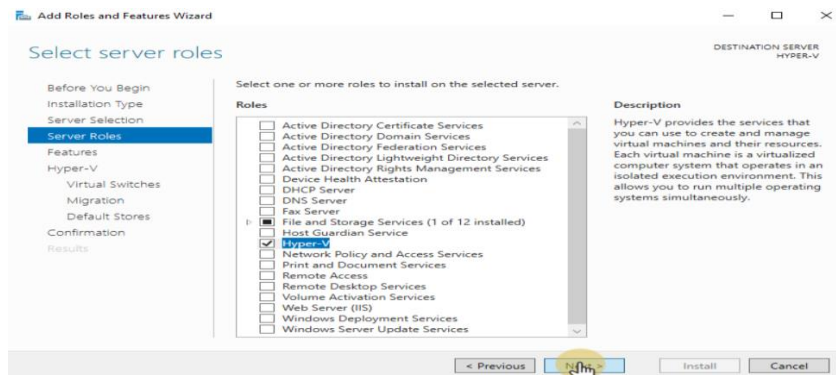 Add Roles and Features Wizard
Select server roles
DESTINATION SERVER
HYPER-V
Before You Begin
Installation Type
Server Selection
Server Roles
Features
Hyper-V
Virtual Switches
Migration
Default Stores
Confirmation
Results
Select one or more roles to install on the selected server.
Roles
Active Directory Certificate Services
Active Directory Domain Services
Active Directory Federation Services
Active Directory Lightweight Directory Services
Active Directory Rights Management Services
Device Health Attestation
DHCP Server
DNS Server
Fax Server
File and Storage Services (1 of 12 installed)
Host Guardian Service
Hyper-V
Network Policy and Access Services
Print and Document Services
Remote Access
Remote Desktop Services
Volume Activation Services
Web Server (IIS)
Windows Deployment Services
Windows Server Update Services
Description
Hyper-V provides the services that
you can use to create and manage
virtual machines and their resources.
Each virtual machine is a virtualized
computer system that operates in an
isolated execution environment. This
allows you to run multiple operating
systems simultaneously.
< Previous
Next >
Install
Cancel